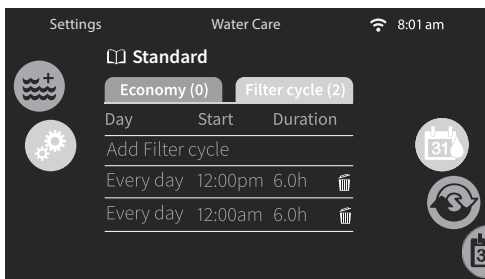 Settings Water Care 8:01 am
Standard
Economy (0) Filter cycle (2)
Day Start Duration
Add Filter cycle
Every day 12:00pm 6.0h
Every day 12:00am 6.0h
31
3